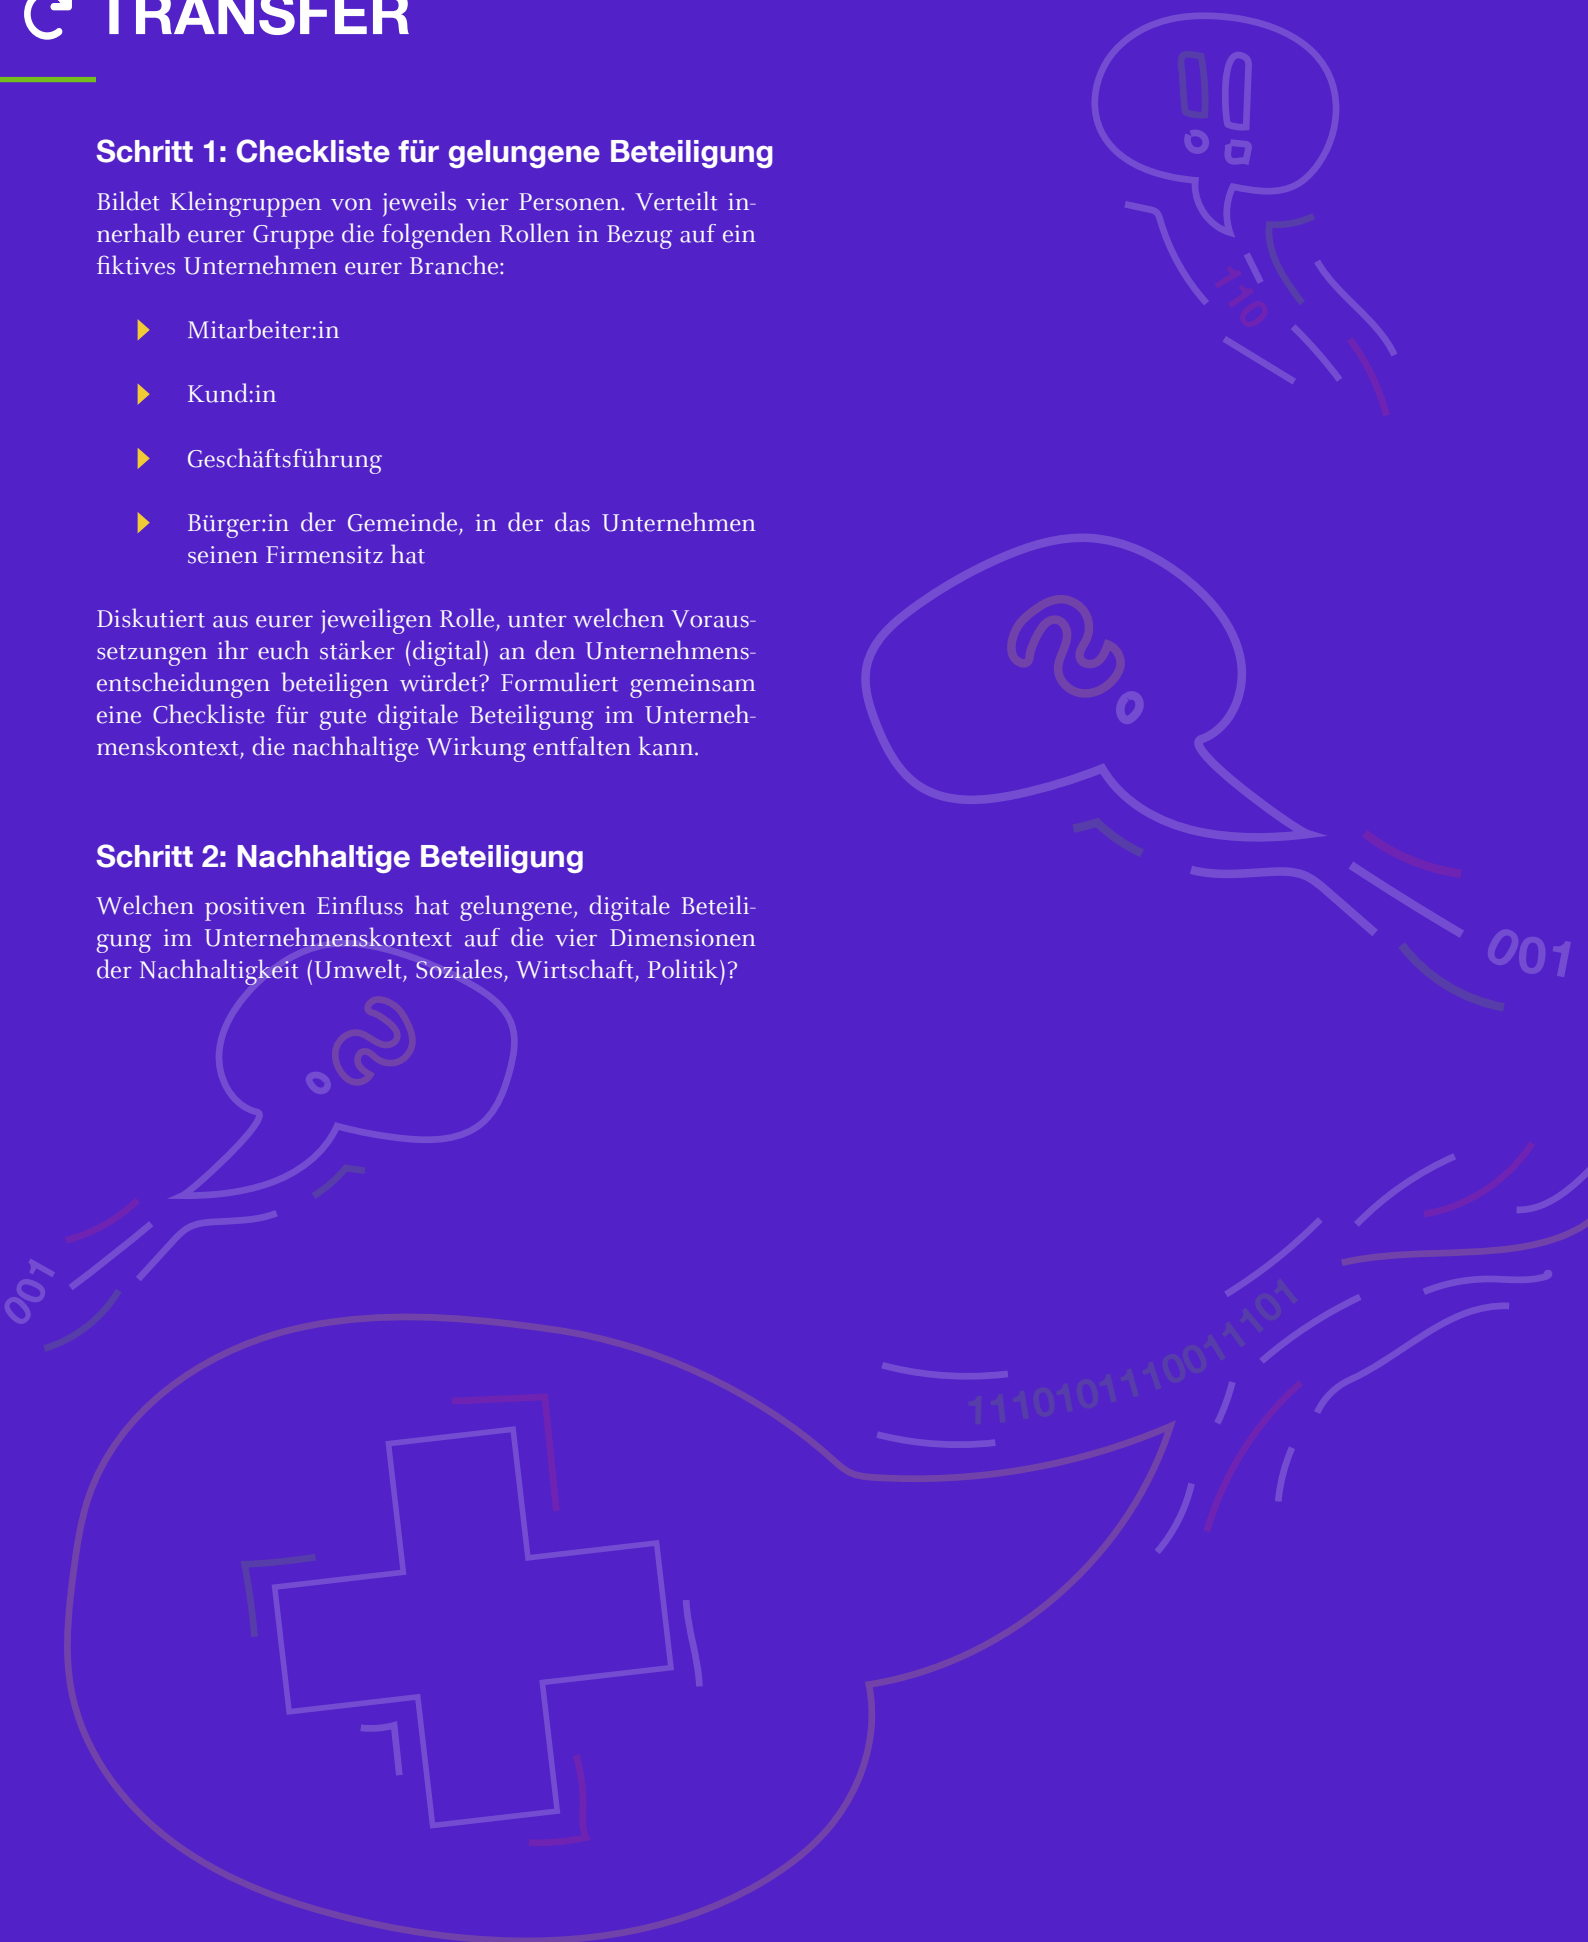 TRANSFER
Schritt 1: Checkliste für gelungene Beteiligung
Bildet Kleingruppen von jeweils vier Personen. Verteilt in-
nerhalb eurer Gruppe die folgenden Rollen in Bezug auf ein
fiktives Unternehmen eurer Branche:
Mitarbeiter:in
Kund:in
Geschäftsführung
Bürger:in der Gemeinde, in der das Unternehmen
seinen Firmensitz hat
Diskutiert aus eurer jeweiligen Rolle, unter welchen Voraus-
setzungen ihr euch stärker (digital) an den Unternehmens-
entscheidungen beteiligen würdet? Formuliert gemeinsam
eine Checkliste für gute digitale Beteiligung im Unterneh-
menskontext, die nachhaltige Wirkung entfalten kann.
Schritt 2: Nachhaltige Beteiligung
Welchen positiven Einfluss hat gelungene, digitale Beteili-
gung im Unternehmenskontext auf die vier Dimensionen
der Nachhaltigkeit (Umwelt, Soziales, Wirtschaft, Politik)?
!!
110
001
001
111010111100111101